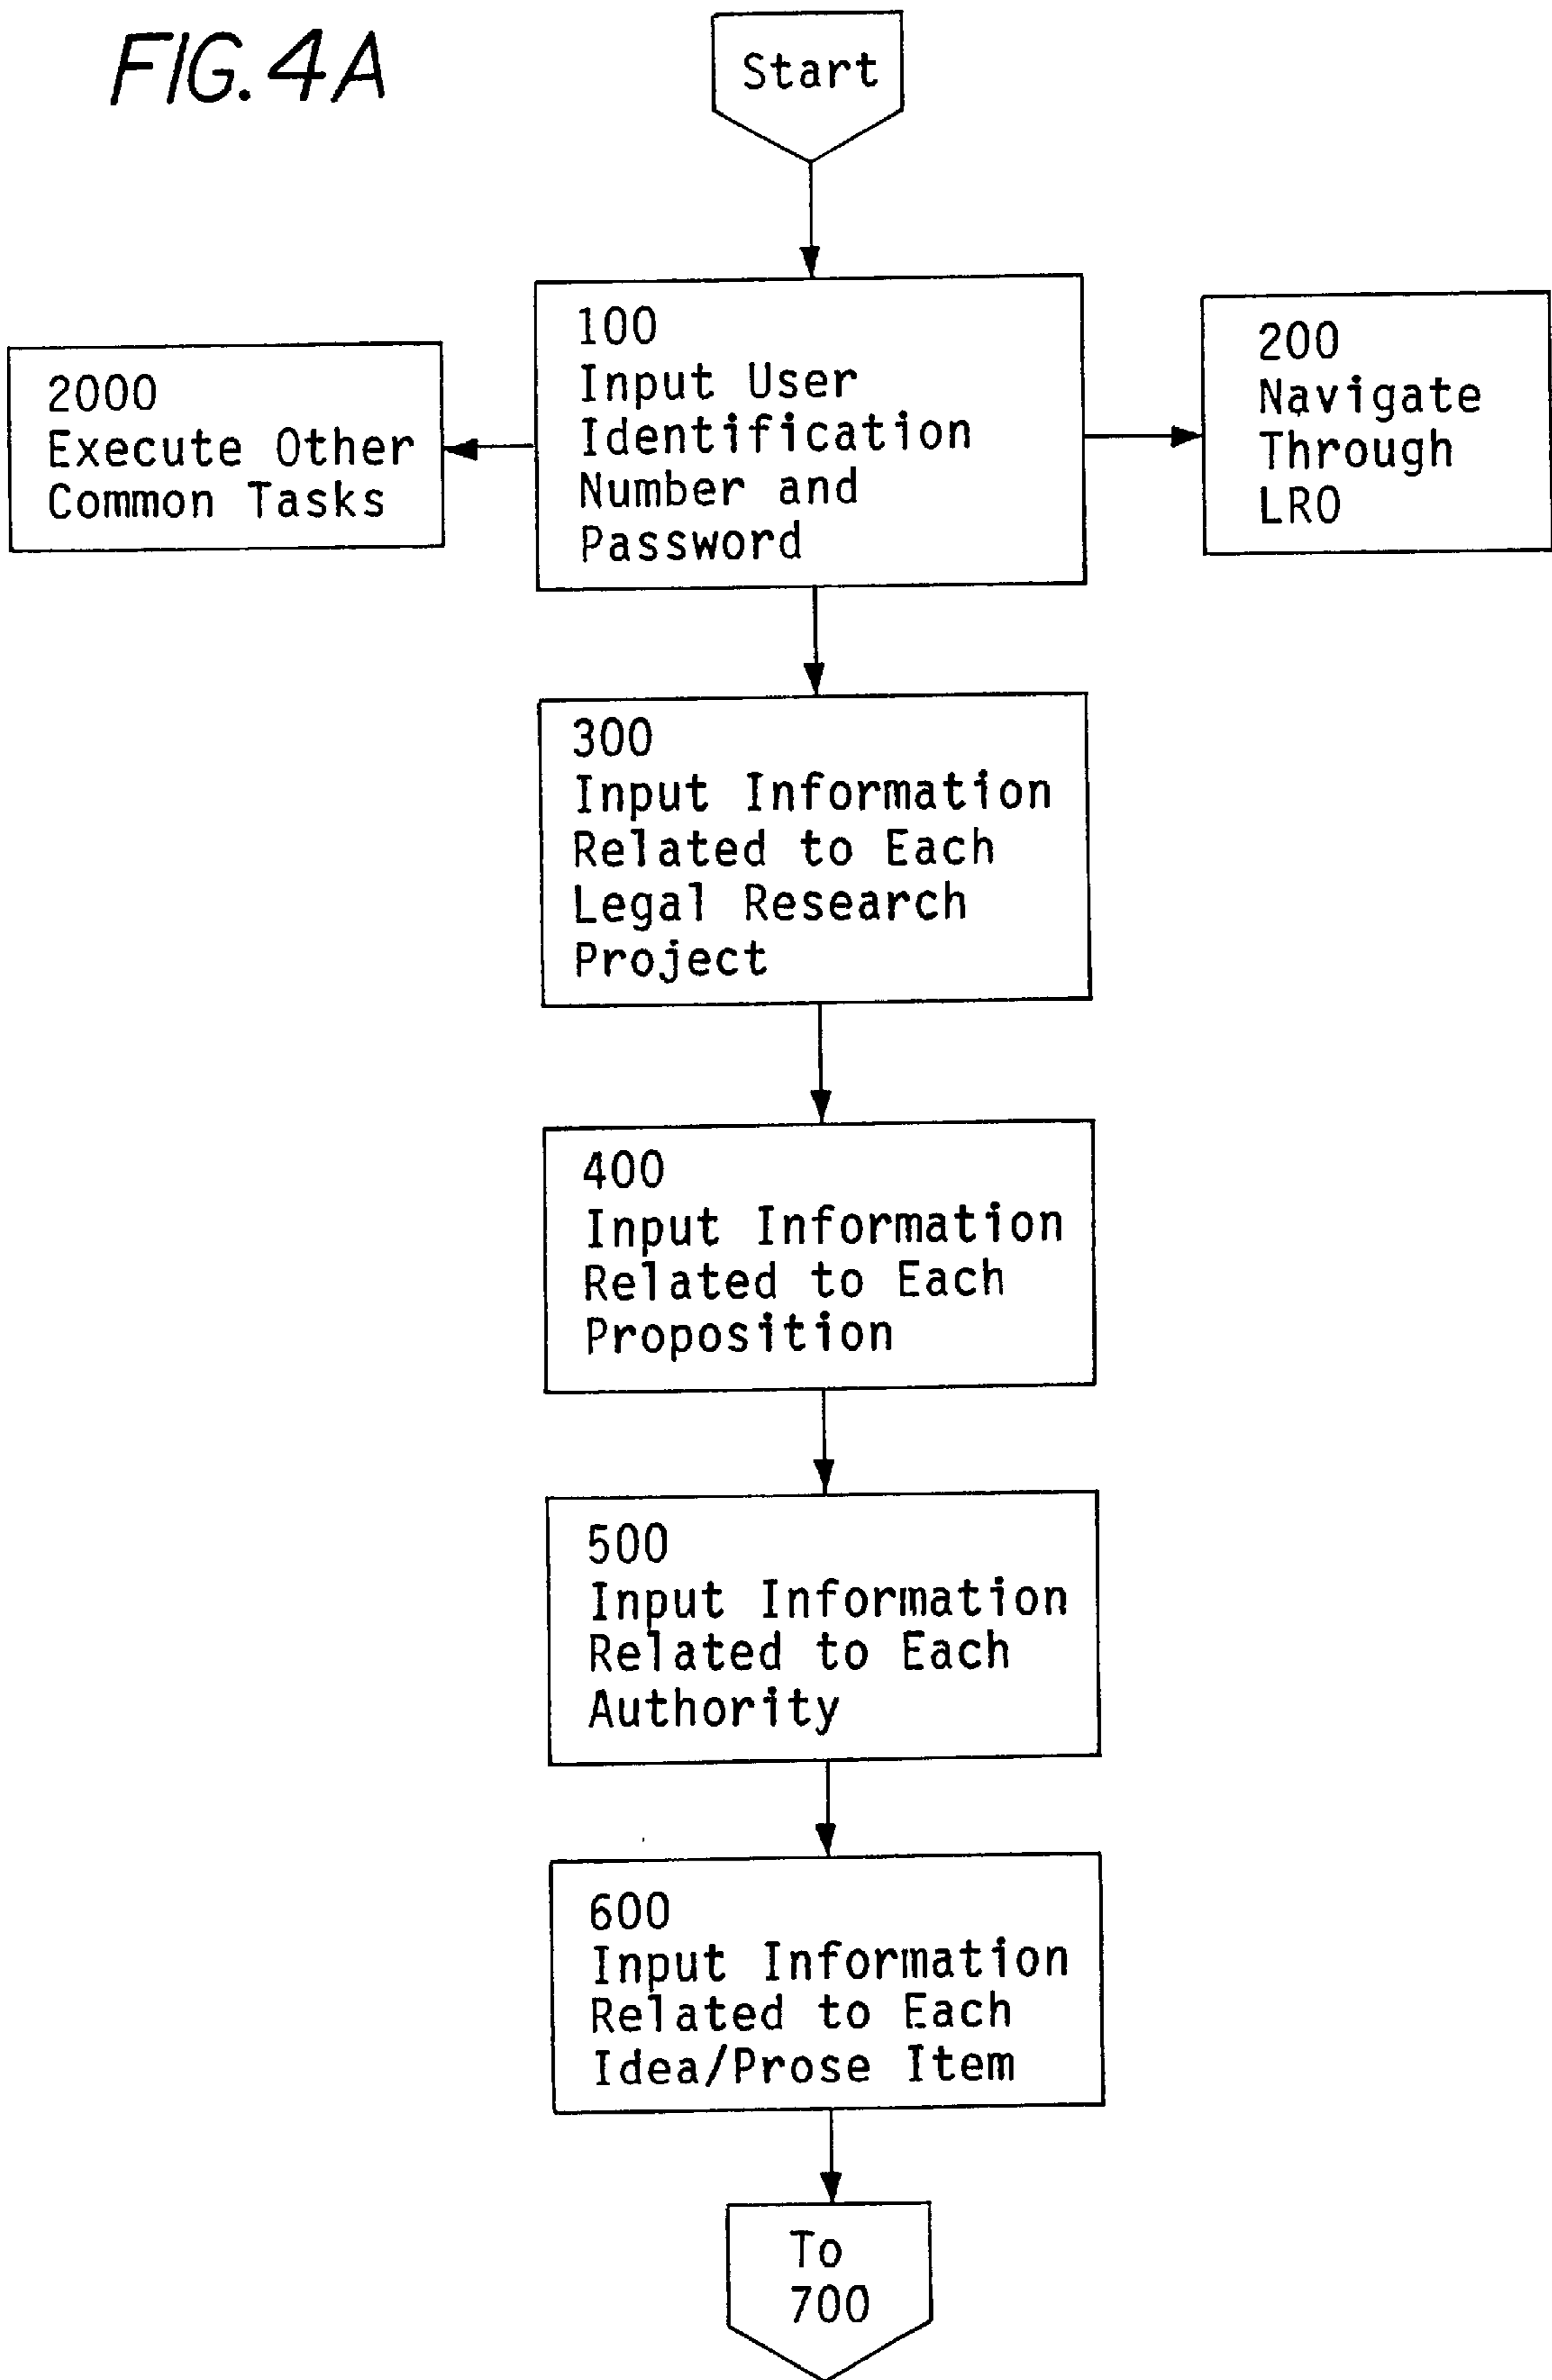 FIG. 4A
Start
100
Input User
Identification
Number and
Password
2000
Execute Other
Common Tasks
200
Navigate
Through
LRO
300
Input Information
Related to Each
Legal Research
Project
400
Input Information
Related to Each
Proposition
500
Input Information
Related to Each
Authority
600
Input Information
Related to Each
Idea/Prose Item
To
700